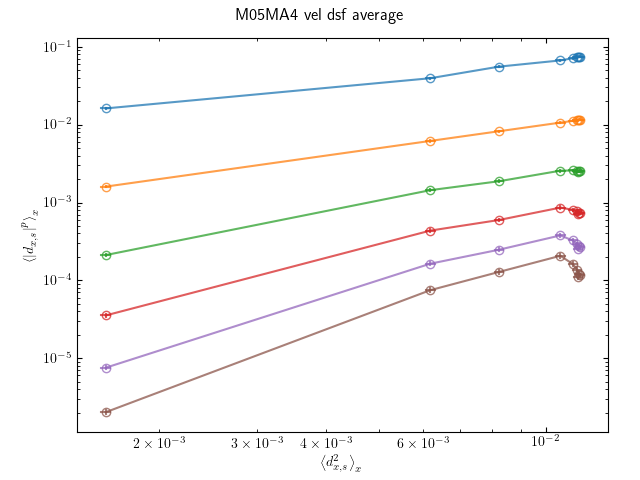 M05MA4 vel dsf average
10⁻¹
10⁻²
10⁻³
10⁻⁴
10⁻⁵
⟨|d_{x,s}|^p⟩_x
2 × 10⁻³
3 × 10⁻³
4 × 10⁻³
6 × 10⁻³
10⁻²
⟨d²_{x,s}⟩_x